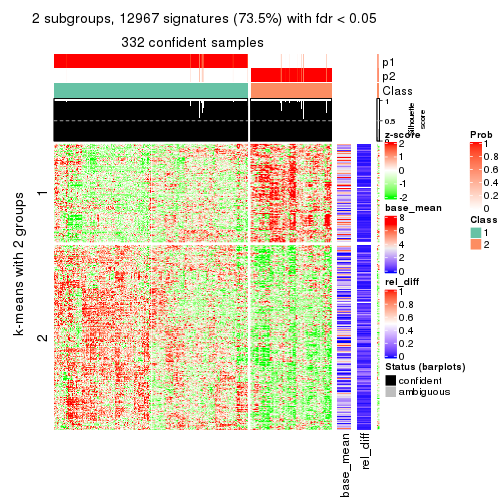 2 subgroups, 12967 signatures (73.5%) with fdr < 0.05
332 confident samples
p1
p2
Class
1
0.5
0
Silhouette
score
k-means with 2 groups
1
2
base_mean
rel_diff
z-score
2
1
0
-1
-2
base_mean
8
6
4
2
0
rel_diff
1
0.8
0.6
0.4
0.2
0
Status (barplots)
confident
ambiguous
Prob
1
0.8
0.6
0.4
0.2
0
Class
1
2